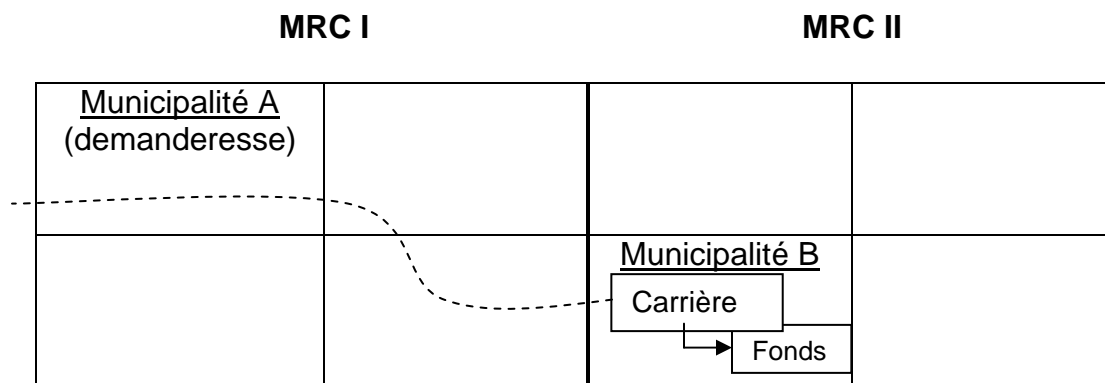 MRC I
MRC II
Municipalité A
(demanderesse)
Municipalité B
Carrière
Fonds